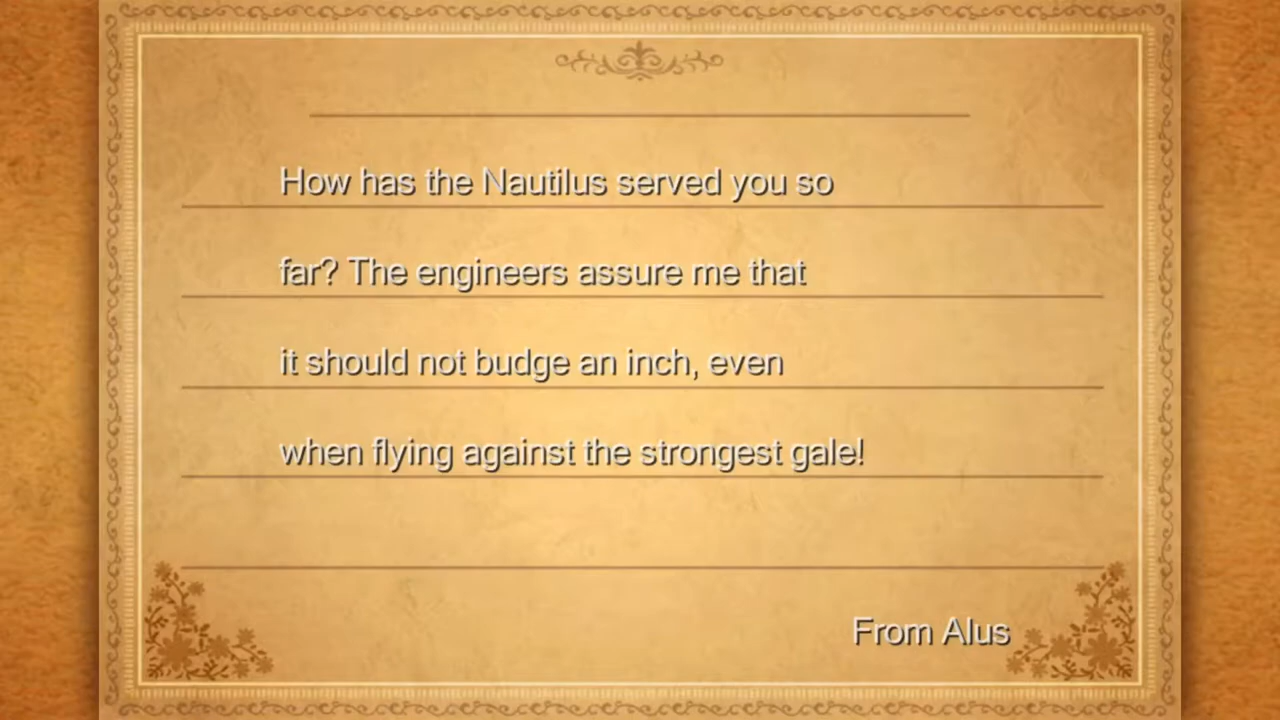 How has the Nautilus served you so
far? The engineers assure me that
it should not budge an inch, even
when flying against the strongest gale!
From Alus